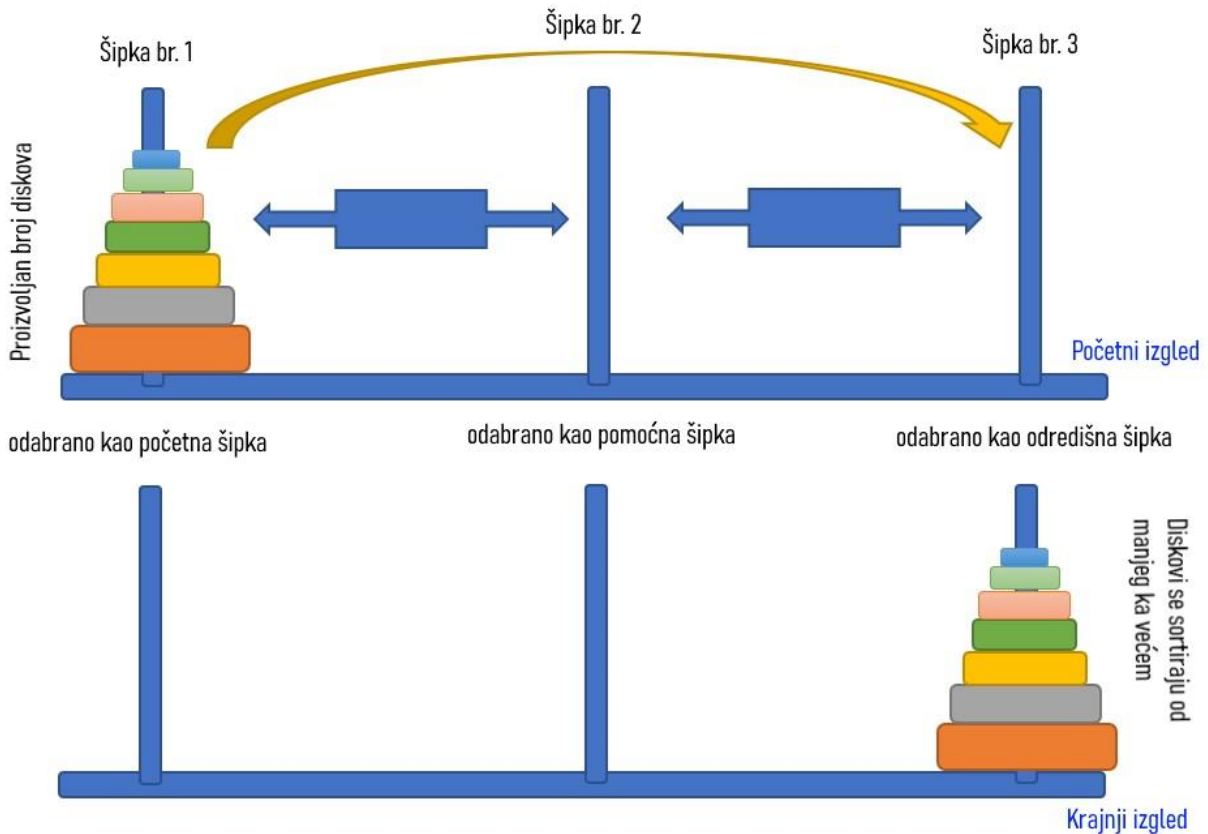 Šipka br. 1
Šipka br. 2
Šipka br. 3
Proizvoljan broj diskova
Početni izgled
odabrano kao početna šipka
odabrano kao pomoćna šipka
odabrano kao odredišna šipka
Diskovi se sortiraju od
manjeg ka većem
Krajnji izgled